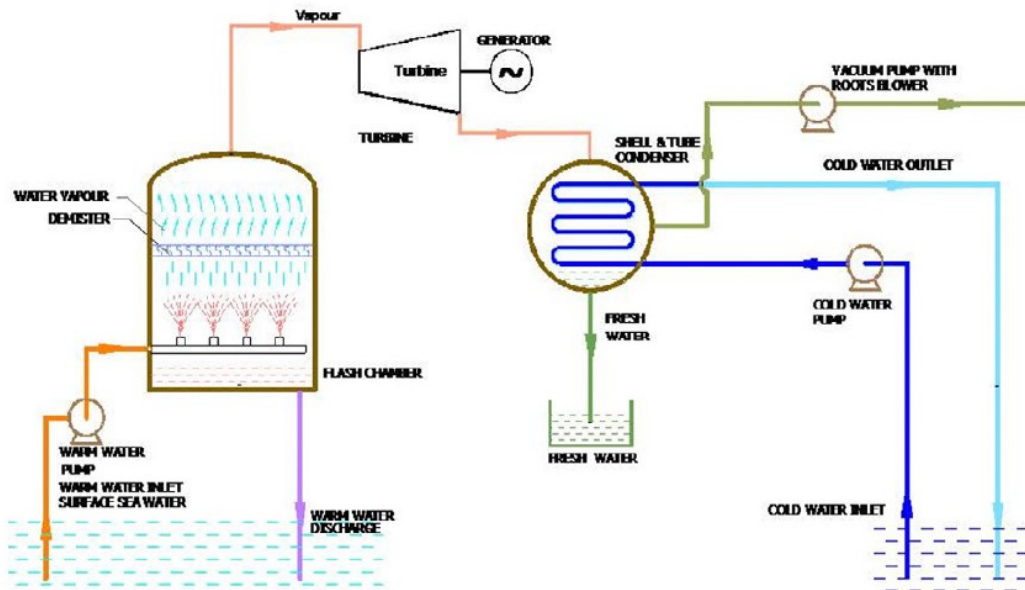 Vapour
GENERATOR
Turbine
TURBINE
VACUUM PUMP WITH
ROOTS BLOWER
SHELL & TUBE
CONDENSER
COLD WATER OUTLET
WATER VAPOUR
DEMISTER
COLD WATER
PUMP
FRESH
WATER
FLASH CHAMBER
FRESH WATER
WARM WATER
PUMP
WARM WATER INLET
SURFACE SEA WATER
WARM WATER
DISCHARGE
COLD WATER INLET